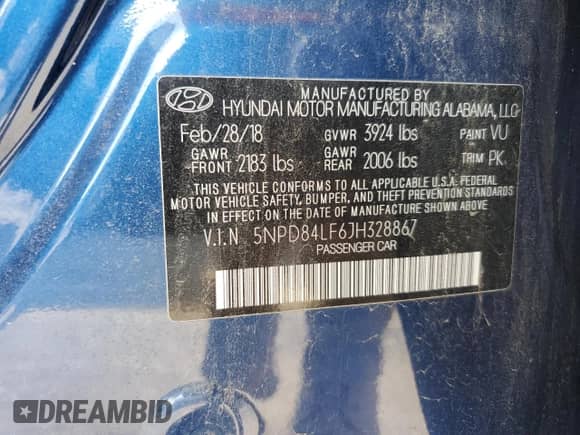 MANUFACTURED BY
HYUNDAI MOTOR MANUFACTURING ALABAMA, LLC
Feb/28/18 GVWR 3924 lbs PAINT VU
GAWR FRONT 2183 lbs GAWR REAR 2006 lbs TRIM PK
THIS VEHICLE CONFORMS TO ALL APPLICABLE U.S.A. FEDERAL
MOTOR VEHICLE SAFETY, BUMPER, AND THEFT PREVENTION STANDARDS
IN EFFECT ON THE DATE OF MANUFACTURE SHOWN ABOVE.
V.I.N 5NPD84LF6JH328867
PASSENGER CAR
DREAMBID